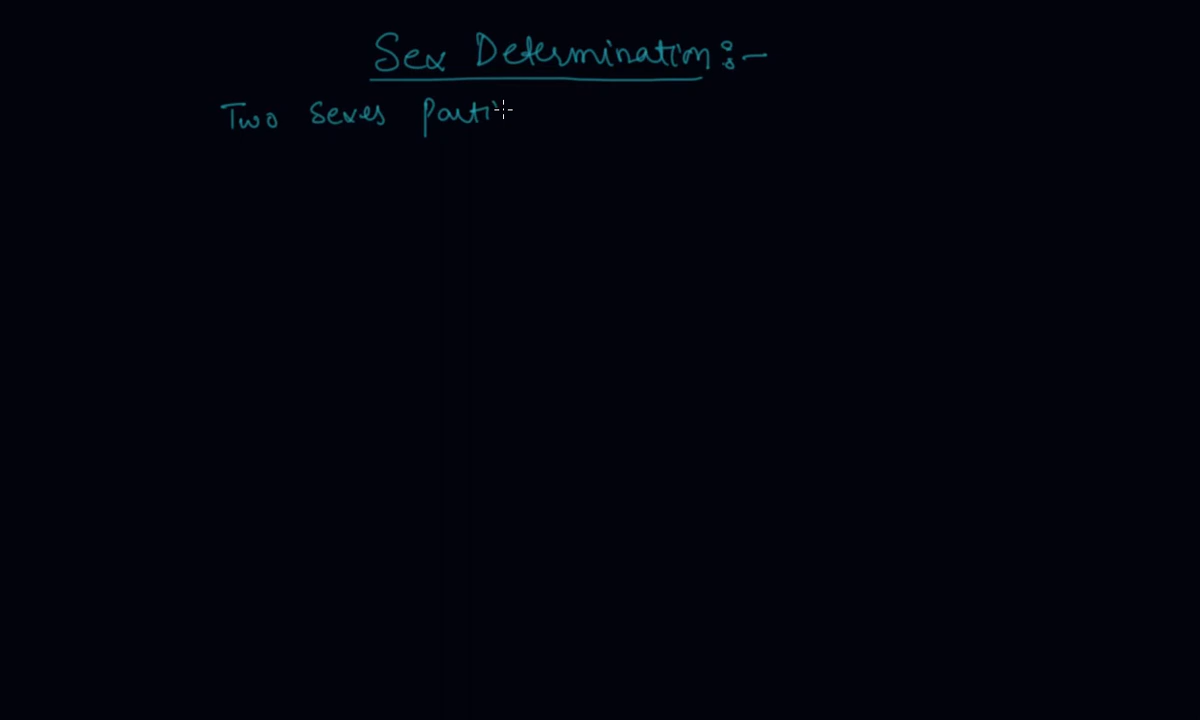 Sex Determination :-
Two Sexes Parti